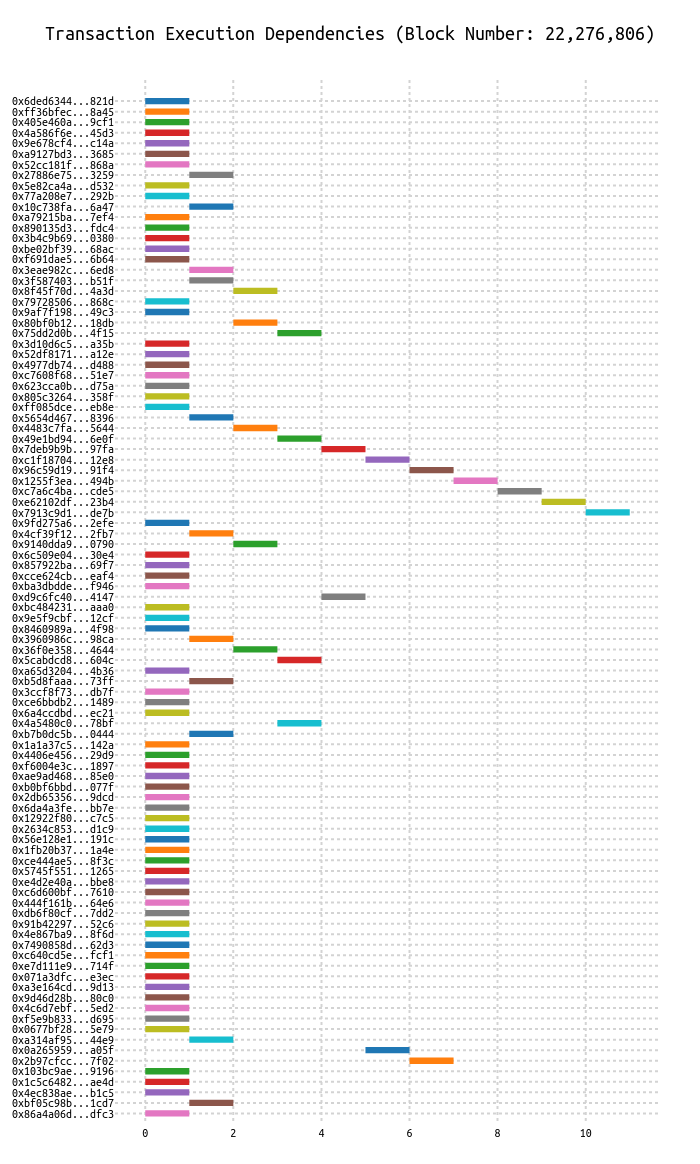 Transaction Execution Dependencies (Block Number: 22,276,806)
0x6ded6344...821d
0xff36bfec...8a45
0x405e460a...9cf1
0x4a586f6e...45d3
0x9e678cf4...c14a
0xa9127bd3...3685
0x52cc181f...868a
0x27886e75...3259
0x5e82ca4a...d532
0x77a208e7...292b
0x10c738fa...6a47
0xa79215ba...7ef4
0x890135d3...fdc4
0x3b4c9b69...0380
0xbe02bf39...68ac
0xf691dae5...6b64
0x3eae982c...6ed8
0x3f587403...b51f
0x8f45f70d...4a3d
0x79728506...868c
0x9af7f198...49c3
0x80bf0b12...18db
0x75dd2d0b...4f15
0x3d10d6c5...a35b
0x52df8171...a12e
0x4977db74...d488
0xc7608f68...51e7
0x623cca0b...d75a
0x805c3264...358f
0xff085dce...eb8e
0x5654d467...8396
0x4483c7fa...5644
0x49e1bd94...6e0f
0x7deb9b9b...97fa
0xc1f18704...12e8
0x96c59d19...91f4
0x1255f3ea...494b
0xc7a6c4ba...cde5
0xe62102df...23b4
0x7913c9d1...de7b
0x9fd275a6...2efe
0x4cf39f12...2fb7
0x9140dda9...0790
0x6c509e04...30e4
0x857922ba...69f7
0xcce624cb...eaf4
0xba3dbdde...f946
0xd9c6fc40...4147
0xbc484231...aaa0
0x9e5f9cbf...12cf
0x8460989a...4f98
0x3960986c...98ca
0x36f0e358...4644
0x5cabdcd8...604c
0xa65d3204...4b36
0xb5d8faaa...73ff
0x3ccf8f73...db7f
0xce6bbdb2...1489
0x6a4ccdbd...ec21
0x4a5480c0...78bf
0xb7b0dc5b...0444
0x1a1a37c5...142a
0x4406e456...29d9
0xf6004e3c...1897
0xae9ad468...85e0
0xb0bf6bbd...077f
0x2db65356...9dcd
0x6da4a3fe...bb7e
0x12922f80...c7c5
0x2634c853...d1c9
0x56e128e1...191c
0x1fb20b37...1a4e
0xce444ae5...8f3c
0x5745f551...1265
0xe4d2e40a...bbe8
0xc6d600bf...7610
0x444f161b...64e6
0xdb6f80cf...7dd2
0x91b42297...52c6
0x4e867ba9...8f6d
0x7490858d...62d3
0xc640cd5e...fcf1
0xe7d111e9...714f
0x071a3dfc...e3ec
0xa3e164cd...9d13
0x9d46d28b...80c0
0x4c6d7ebf...5ed2
0xf5e9b833...d695
0x0677bf28...5e79
0xa314af95...44e9
0x0a265959...a05f
0x2b97cfcc...7f02
0x103bc9ae...9196
0x1c5c6482...ae4d
0x4ec838ae...b1c5
0xbf05c98b...1cd7
0x86a4a06d...dfc3
0 2 4 6 8 10